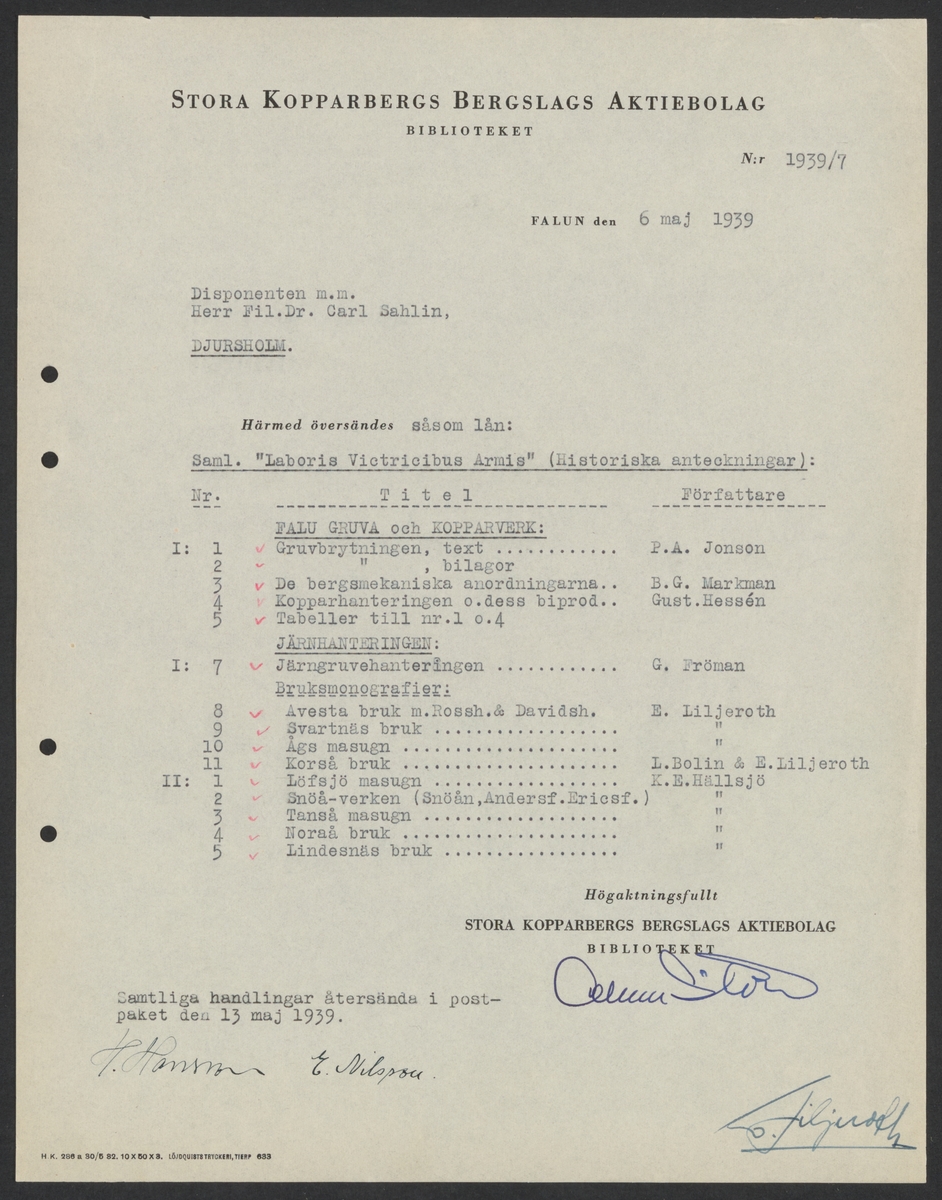 STORA KOPPARBERGS BERGSLAGS AKTIEBOLAG
BIBLIOTEKET
N:r 1939/7
FALUN den 6 maj 1939
Disponenten m.m.
Herr Fil.Dr. Carl Sahlin,
DJURSHOLM.
Härmed översändes såsom lån:
Saml. "Laboris Victricibus Armis" (Historiska anteckningar):
Nr. Titel Författare
FALU GRUVA och KOPPARVERK:
I: 1 Gruvbrytningen, text ............ P.A. Jonson
2 " , bilagor
3 De bergsmekaniska anordningarna.. B.G. Markman
4 Kopparhanteringen o.dess biprod.. Gust.Hessén
5 Tabeller till nr.1 o.4
JÄRNHANTERINGEN:
I: 7 Järngruvehanteringen ............ G. Fröman
Bruksmonografier:
8 Avesta bruk m.Rossh.& Davidsh. E. Liljeroth
9 Svartnäs bruk .................. "
10 Ågs masugn ..................... "
11 Korså bruk ..................... L.Bolin & E.Liljeroth
II: 1 Löfsjö masugn .................. K.E.Hällsjö
2 Snöå-verken (Snöån,Andersf.Ericsf.) "
3 Tanså masugn ................... "
4 Noraå bruk ..................... "
5 Lindesnäs bruk ................. "
Högaktningsfullt
STORA KOPPARBERGS BERGSLAGS AKTIEBOLAG
BIBLIOTEKET
Samtliga handlingar återsända i post-
paket den 13 maj 1939.
E. Nilsson.
Liljeroth
H K. 286 a 30/5 32. 10 X 50 X 3. LÖJDQUISTS TRYCKERI, TIERP 633